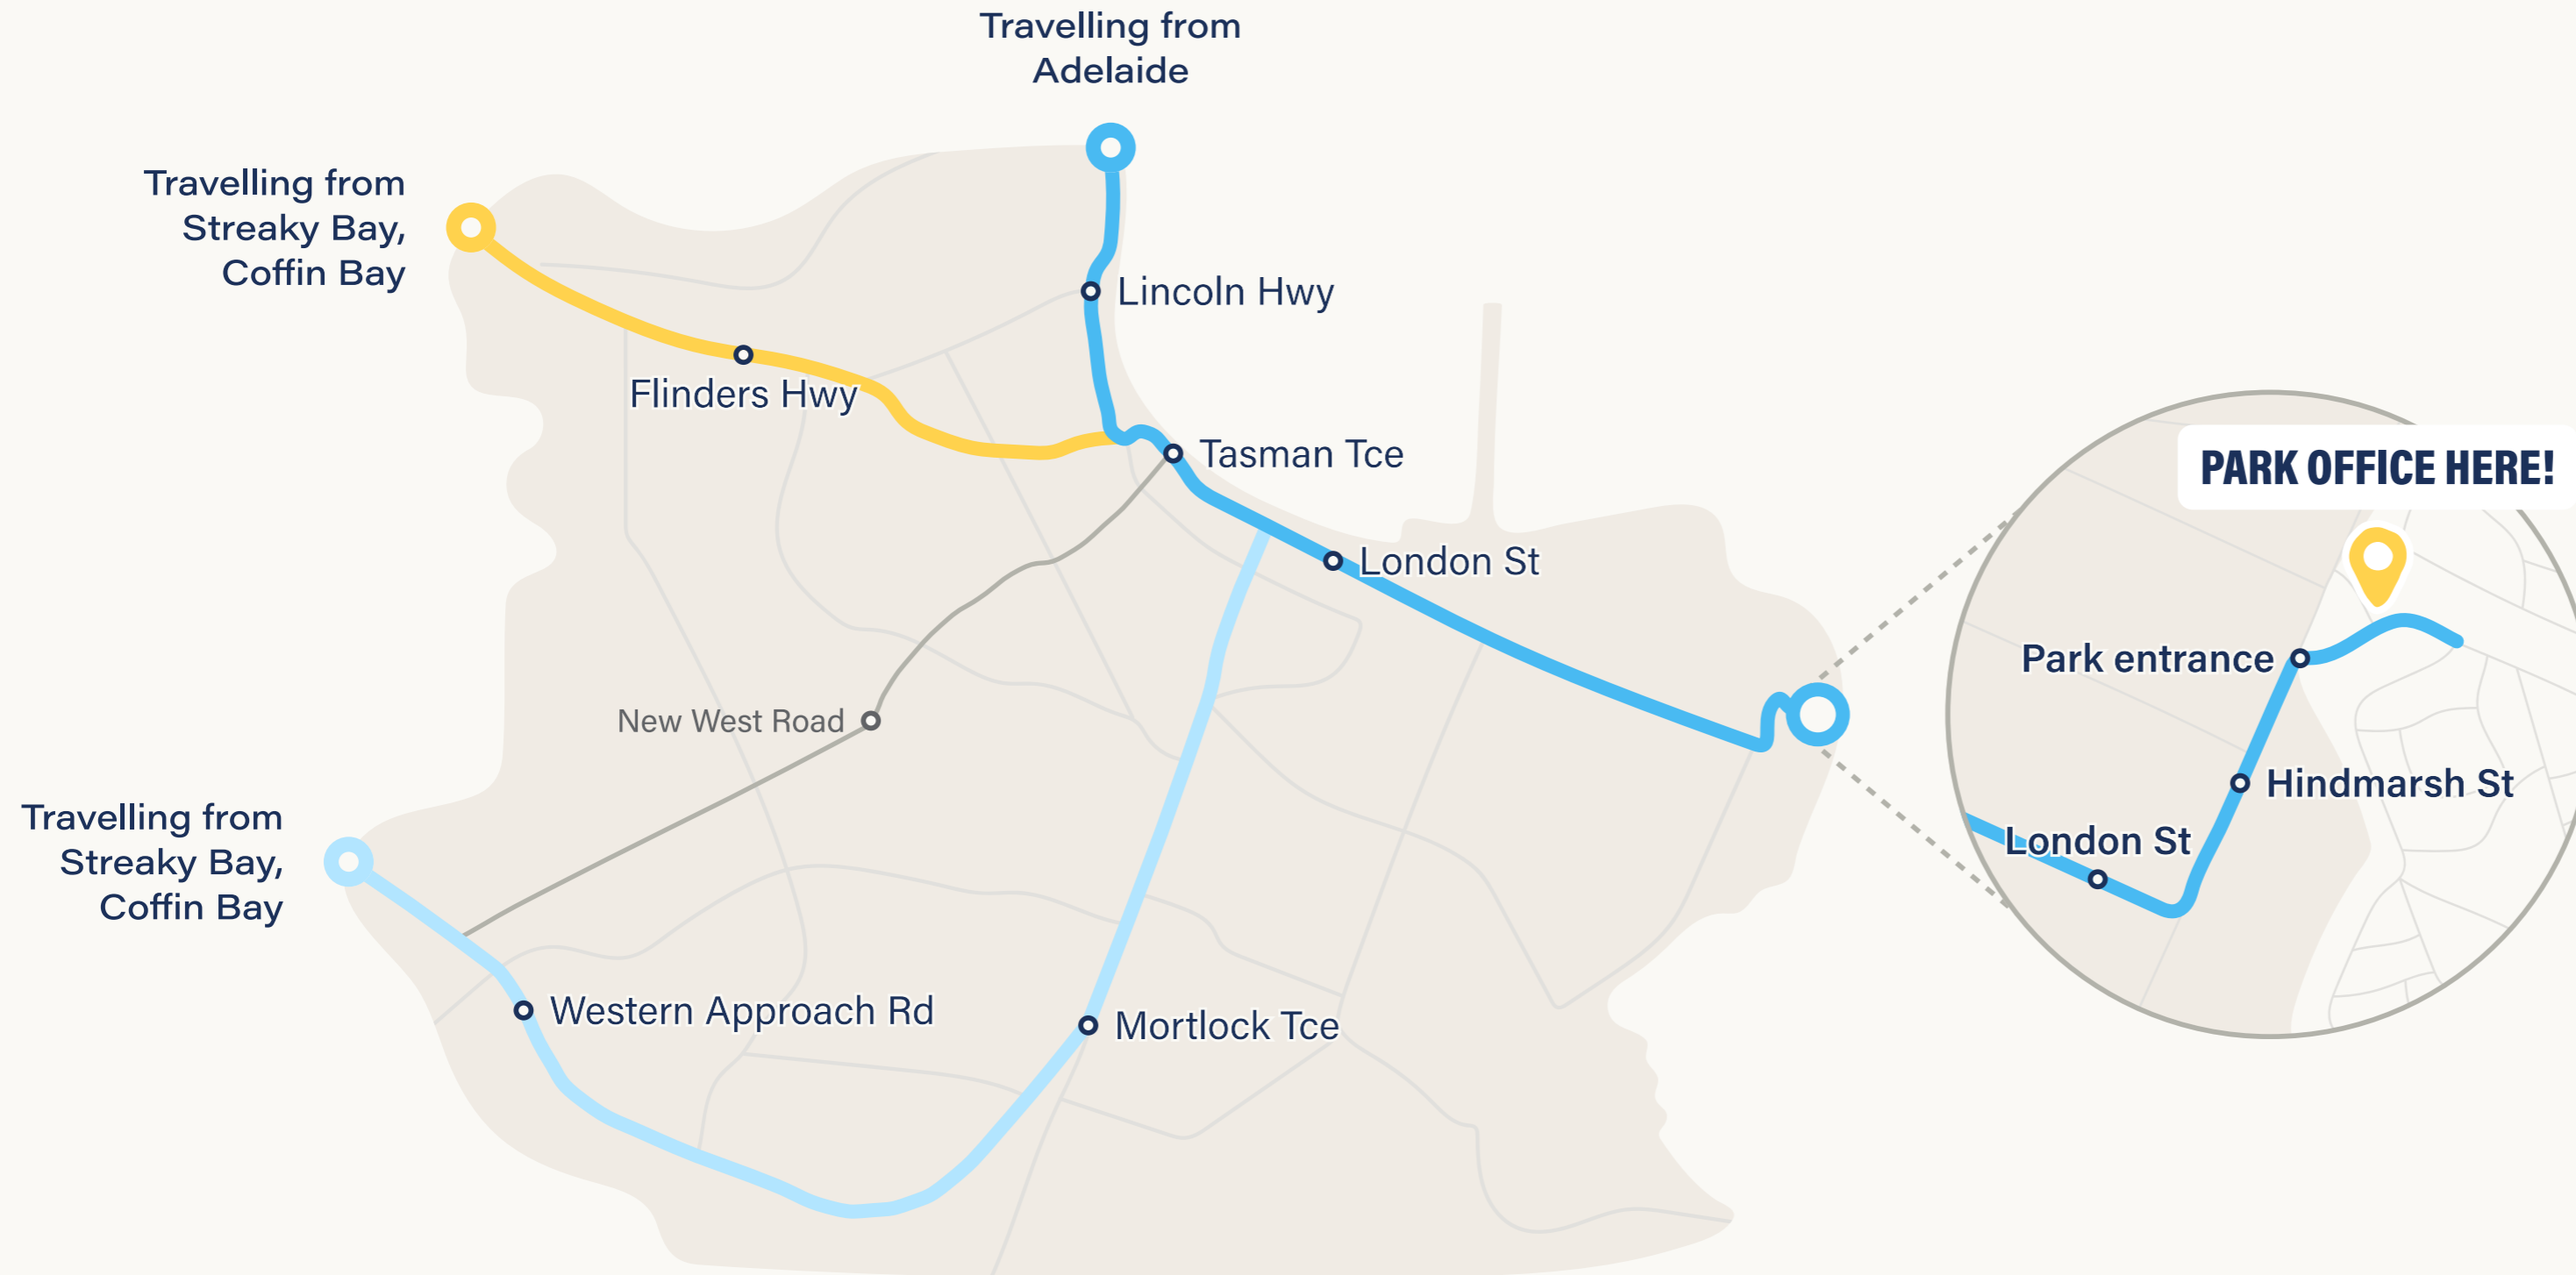 Travelling from
Adelaide
Travelling from
Streaky Bay,
Coffin Bay
Lincoln Hwy
Flinders Hwy
Tasman Tce
London St
PARK OFFICE HERE!
Park entrance
New West Road
Hindmarsh St
London St
Travelling from
Streaky Bay,
Coffin Bay
Western Approach Rd
Mortlock Tce